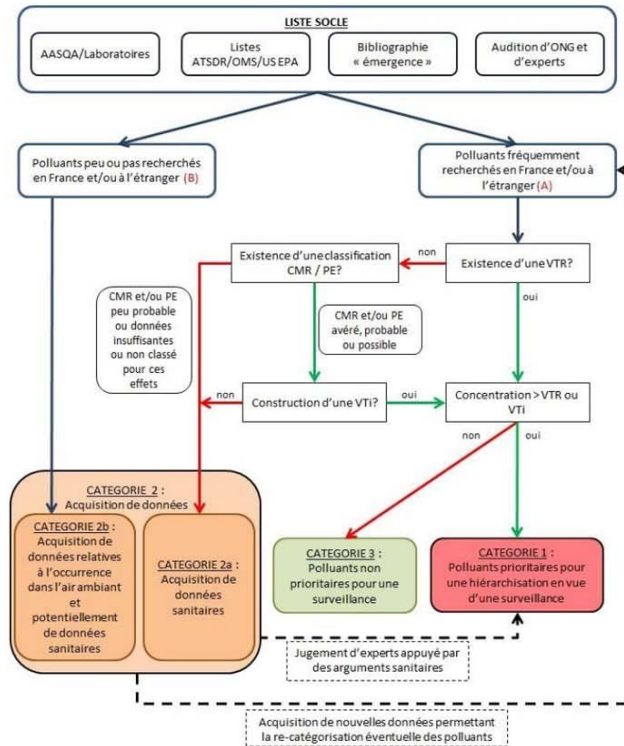 LISTE SOCLE
AASQA/Laboratoires
Listes
ATSDR/OMS/US EPA
Bibliographie
« émergence »
Audition d'ONG et
d'experts
Polluants peu ou pas recherchés
en France et/ou à l'étranger (B)
Polluants fréquemment
recherchés en France et/ou à
l'étranger (A)
Existence d'une classification
CMR / PE?
non
Existence d'une VTR?
CMR et/ou PE
peu probable
ou données
insuffisantes
ou non classé
pour ces
effets
CMR et/ou PE
avéré, probable
ou possible
oui
non
Construction d'une VTi?
oui
Concentration > VTR ou
VTi
non
oui
CATEGORIE 2 :
Acquisition de données
CATEGORIE 2b :
Acquisition de
données relatives
à l'occurrence
dans l'air ambiant
et
potentiellement
de données
sanitaires
CATEGORIE 2a :
Acquisition de
données
sanitaires
CATEGORIE 3 :
Polluants non
prioritaires pour une
surveillance
CATEGORIE 1 :
Polluants prioritaires pour
une hiérarchisation en vue
d'une surveillance
Jugement d'experts appuyé par
des arguments sanitaires
Acquisition de nouvelles données permettant
la re-catégorisation éventuelle des polluants